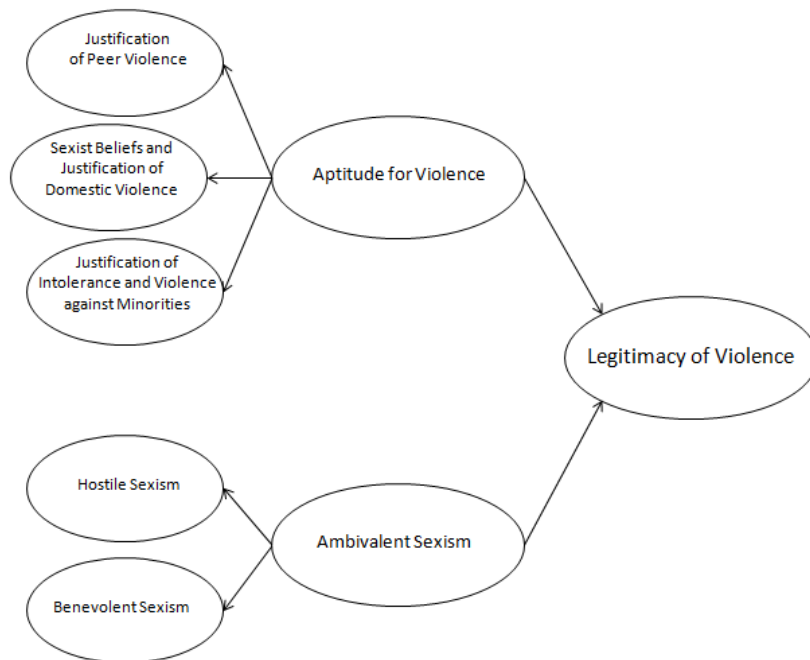 Justification
of Peer Violence
Sexist Beliefs and
Justification of
Domestic Violence
Aptitude for Violence
Justification of
Intolerance and Violence
against Minorities
Legitimacy of Violence
Hostile Sexism
Ambivalent Sexism
Benevolent Sexism